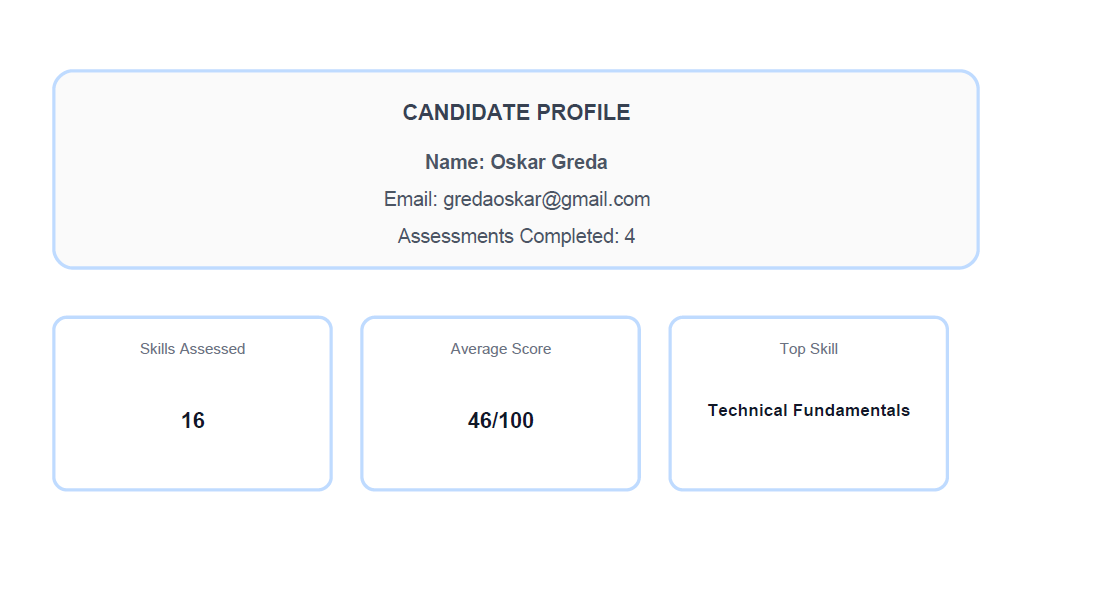 CANDIDATE PROFILE
Name: Oskar Greda
Email: gredaoskar@gmail.com
Assessments Completed: 4
Skills Assessed
16
Average Score
46/100
Top Skill
Technical Fundamentals